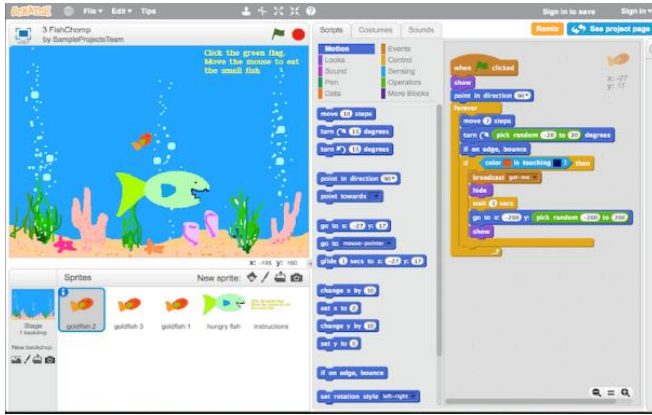 SCRATCH File Edit Tips Sign in to save Sign in
3 FishChomp
by SampleProjectsTeam
Click the green flag.
Move the mouse to eat
the small fish
X: -195 y: 160
Sprites New sprite:
Stage
1 backdrop
New backdrop:
goldfish 2
goldfish 3
goldfish 1
hungry fish
instructions
Scripts Costumes Sounds
Remix See project page
Motion
Looks
Sound
Pen
Data
Events
Control
Sensing
Operators
More Blocks
move 10 steps
turn 15 degrees
turn 15 degrees
point in direction 90
point towards
go to x: -27 y: 17
go to mouse-pointer
glide 1 secs to x: -27 y: 17
change x by 10
set x to 0
change y by 10
set y to 0
if on edge, bounce
set rotation style left-right
x: -27
y: 17
when clicked
show
point in direction 90
forever
move 2 steps
turn pick random -20 to 20 degrees
if on edge, bounce
if color is touching ? then
broadcast got-me
hide
wait 1 secs
go to x: -200 y: pick random -200 to 200
show